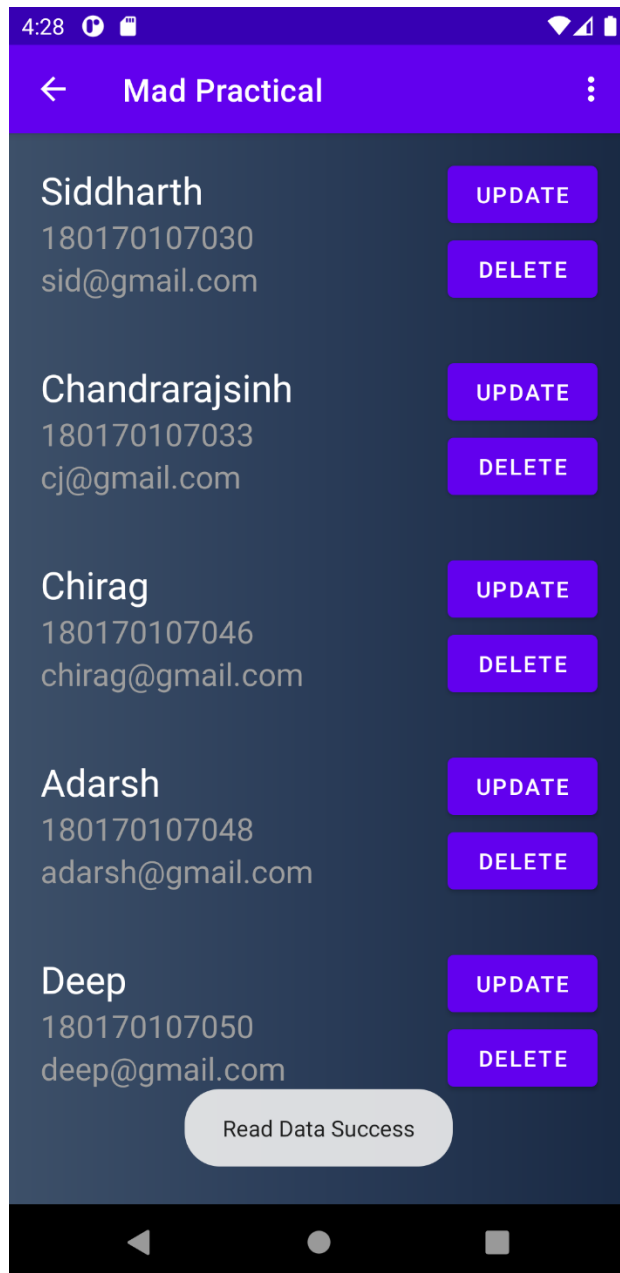 4:28
Mad Practical
Siddharth
180170107030
sid@gmail.com
UPDATE
DELETE
Chandrarajsinh
180170107033
cj@gmail.com
UPDATE
DELETE
Chirag
180170107046
chirag@gmail.com
UPDATE
DELETE
Adarsh
180170107048
adarsh@gmail.com
UPDATE
DELETE
Deep
180170107050
deep@gmail.com
UPDATE
DELETE
Read Data Success